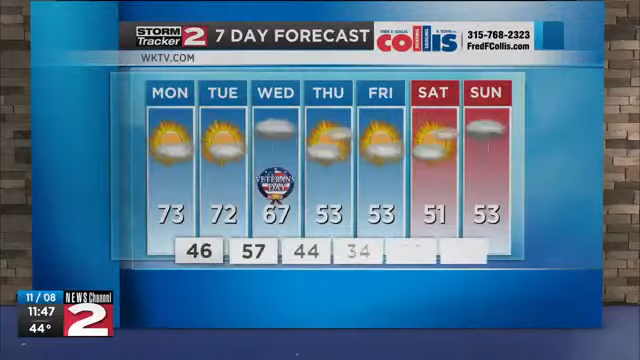 STORM
Tracker 2
7 DAY FORECAST
COLLIS
315-768-2323
FredFCollis.com
WKTV.COM
MON TUE WED THU FRI SAT SUN
VETERANS
DAY
73 72 67 53 53 51 53
46 57 44 34
11/08
11:47
44°
NEWS Channel
2